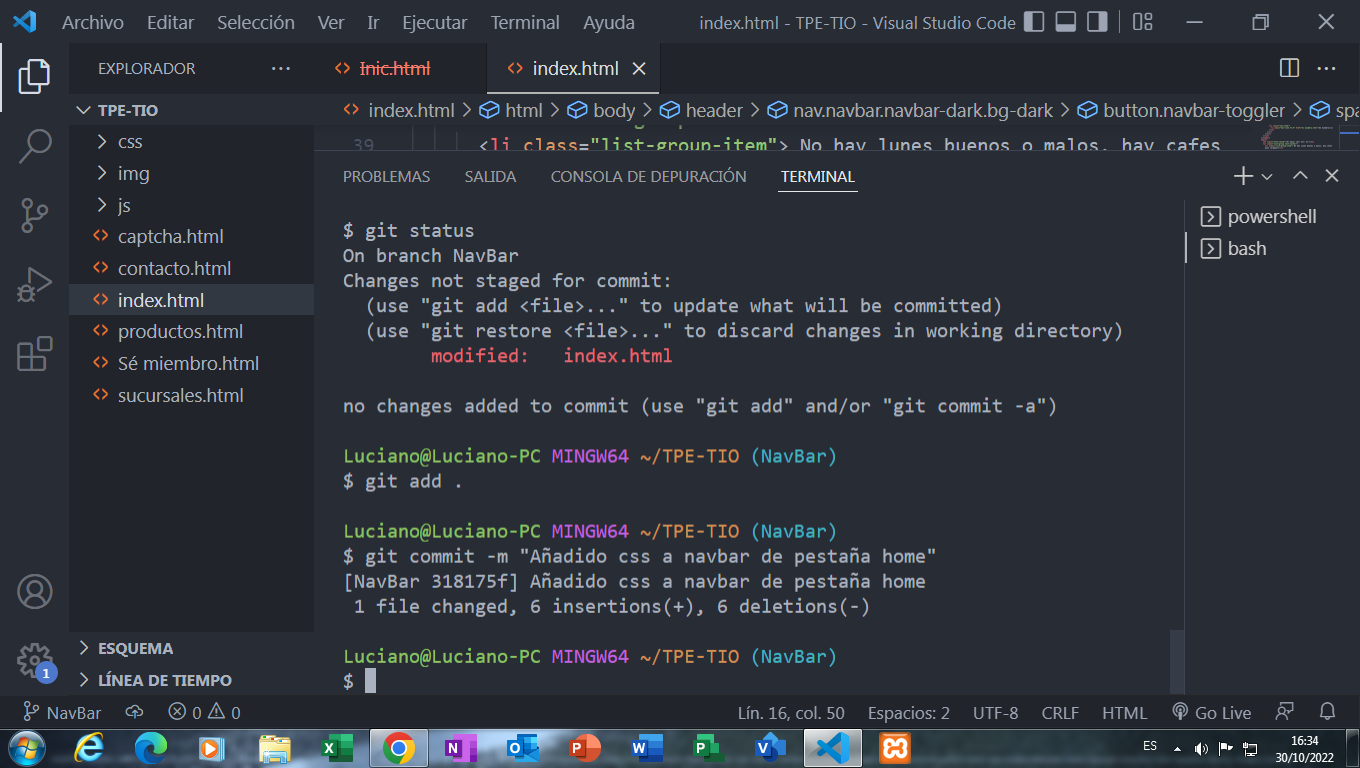 Archivo Editar Selección Ver Ir Ejecutar Terminal Ayuda index.html - TPE-TIO - Visual Studio Code
EXPLORADOR ··· Inic.html index.html
TPE-TIO
index.html > html > body > header > nav.navbar.navbar-dark.bg-dark > button.navbar-toggler > spa
css
img
js
captcha.html
contacto.html
index.html
productos.html
Sé miembro.html
sucursales.html
ESQUEMA
LÍNEA DE TIEMPO
39 <li class="list-group-item"> No hay lunes buenos o malos, hay cafes
PROBLEMAS SALIDA CONSOLA DE DEPURACIÓN TERMINAL
$ git status
On branch NavBar
Changes not staged for commit:
(use "git add <file>..." to update what will be committed)
(use "git restore <file>..." to discard changes in working directory)
modified: index.html
no changes added to commit (use "git add" and/or "git commit -a")
Luciano@Luciano-PC MINGW64 ~/TPE-TIO (NavBar)
$ git add .
Luciano@Luciano-PC MINGW64 ~/TPE-TIO (NavBar)
$ git commit -m "Añadido css a navbar de pestaña home"
[NavBar 318175f] Añadido css a navbar de pestaña home
1 file changed, 6 insertions(+), 6 deletions(-)
Luciano@Luciano-PC MINGW64 ~/TPE-TIO (NavBar)
$
powershell
bash
1
NavBar 0 0 Lín. 16, col. 50 Espacios: 2 UTF-8 CRLF HTML Go Live
ES 16:34
30/10/2022